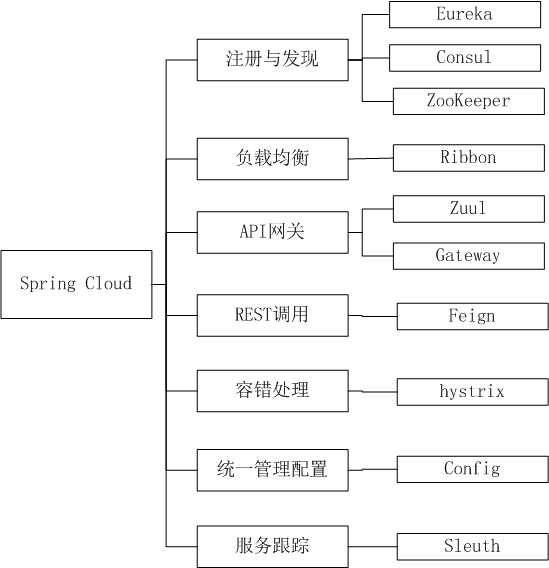 Spring Cloud
注册与发现
Eureka
Consul
ZooKeeper
负载均衡
Ribbon
API网关
Zuul
Gateway
REST调用
Feign
容错处理
hystrix
统一管理配置
Config
服务跟踪
Sleuth